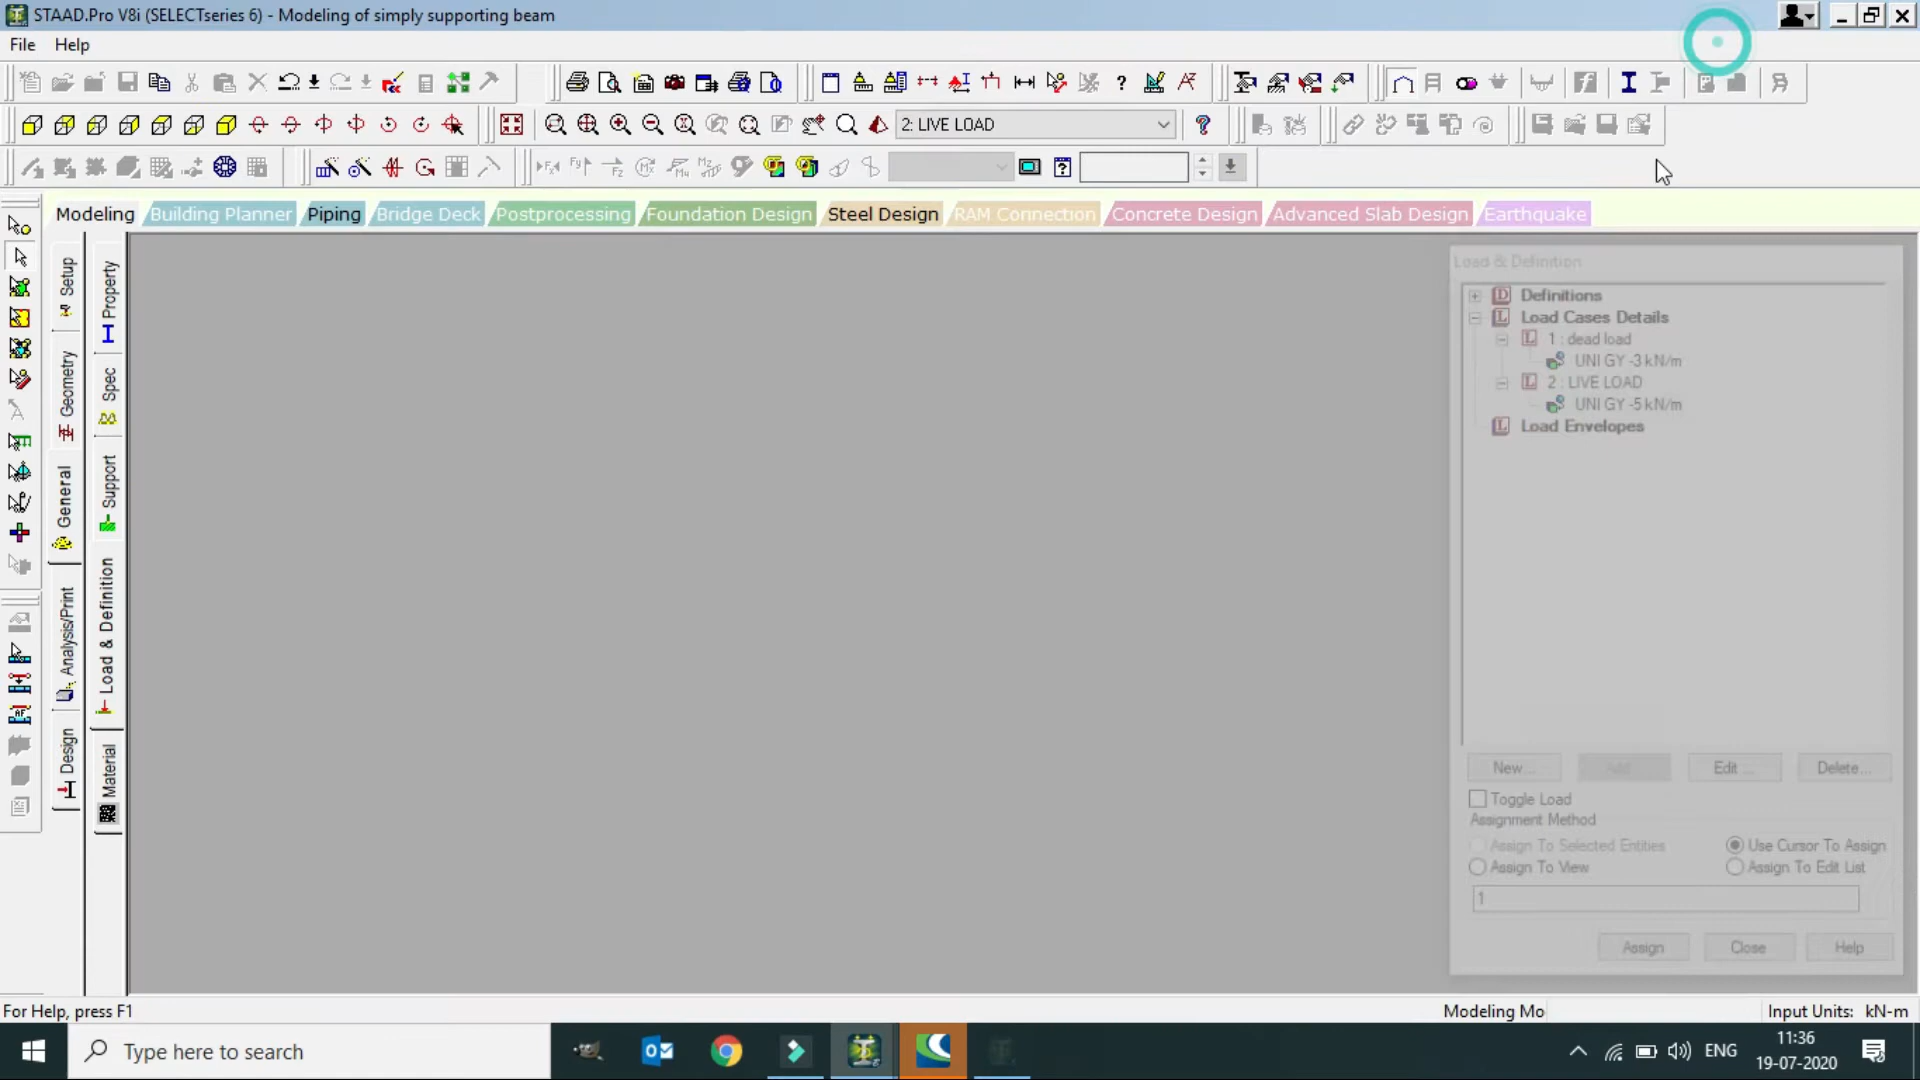 STAAD.Pro V8i (SELECTseries 6) - Modeling of simply supporting beam
File Help
2: LIVE LOAD
Modeling Building Planner Piping Bridge Deck Postprocessing Foundation Design Steel Design RAM Connection Concrete Design Advanced Slab Design Earthquake
Setup
Geometry
General
Analysis/Print
Design
Property
Spec
Support
Load & Definition
Material
Load & Definition
Definitions
Load Cases Details
1 : dead load
UNI GY -3 kN/m
2 : LIVE LOAD
UNI GY -5 kN/m
Load Envelopes
New... Add... Edit ... Delete...
Toggle Load
Assignment Method
Assign To Selected Entities Use Cursor To Assign
Assign To View Assign To Edit List
1
Assign Close Help
For Help, press F1 Modeling Mo Input Units: kN-m
Type here to search
ENG
11:36
19-07-2020